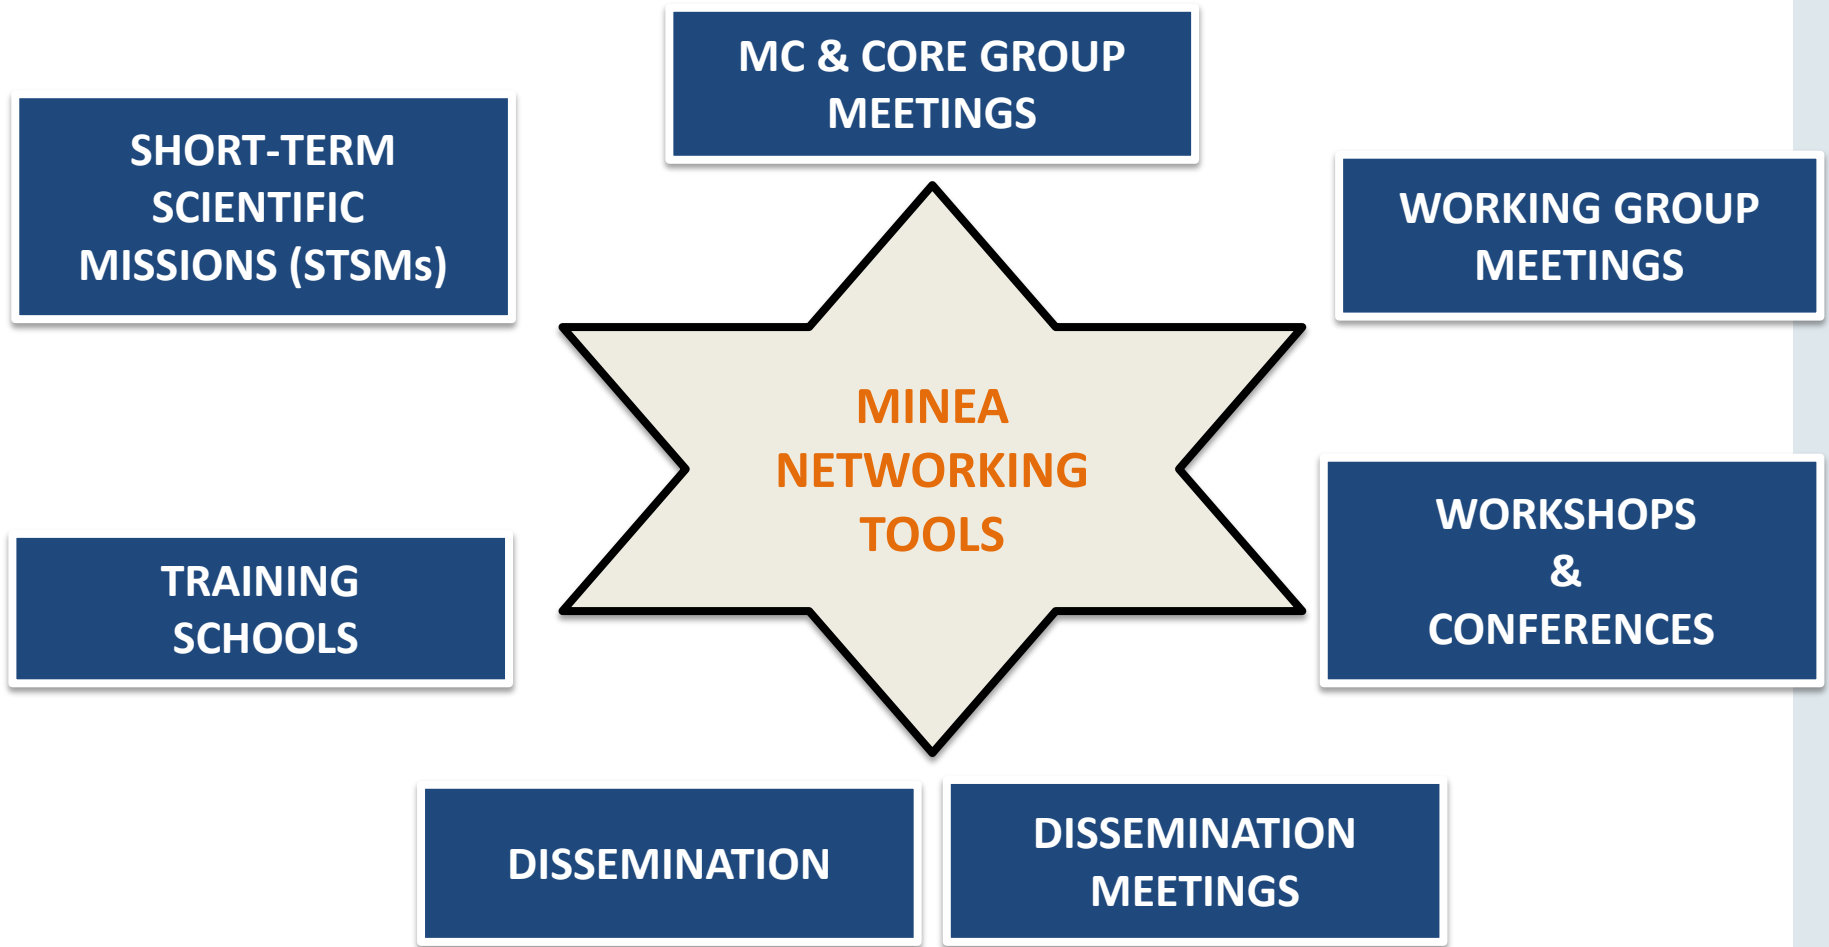 MC & CORE GROUP
MEETINGS
SHORT-TERM
SCIENTIFIC
MISSIONS (STSMs)
WORKING GROUP
MEETINGS
MINEA
NETWORKING
TOOLS
WORKSHOPS
&
CONFERENCES
TRAINING
SCHOOLS
DISSEMINATION
DISSEMINATION
MEETINGS